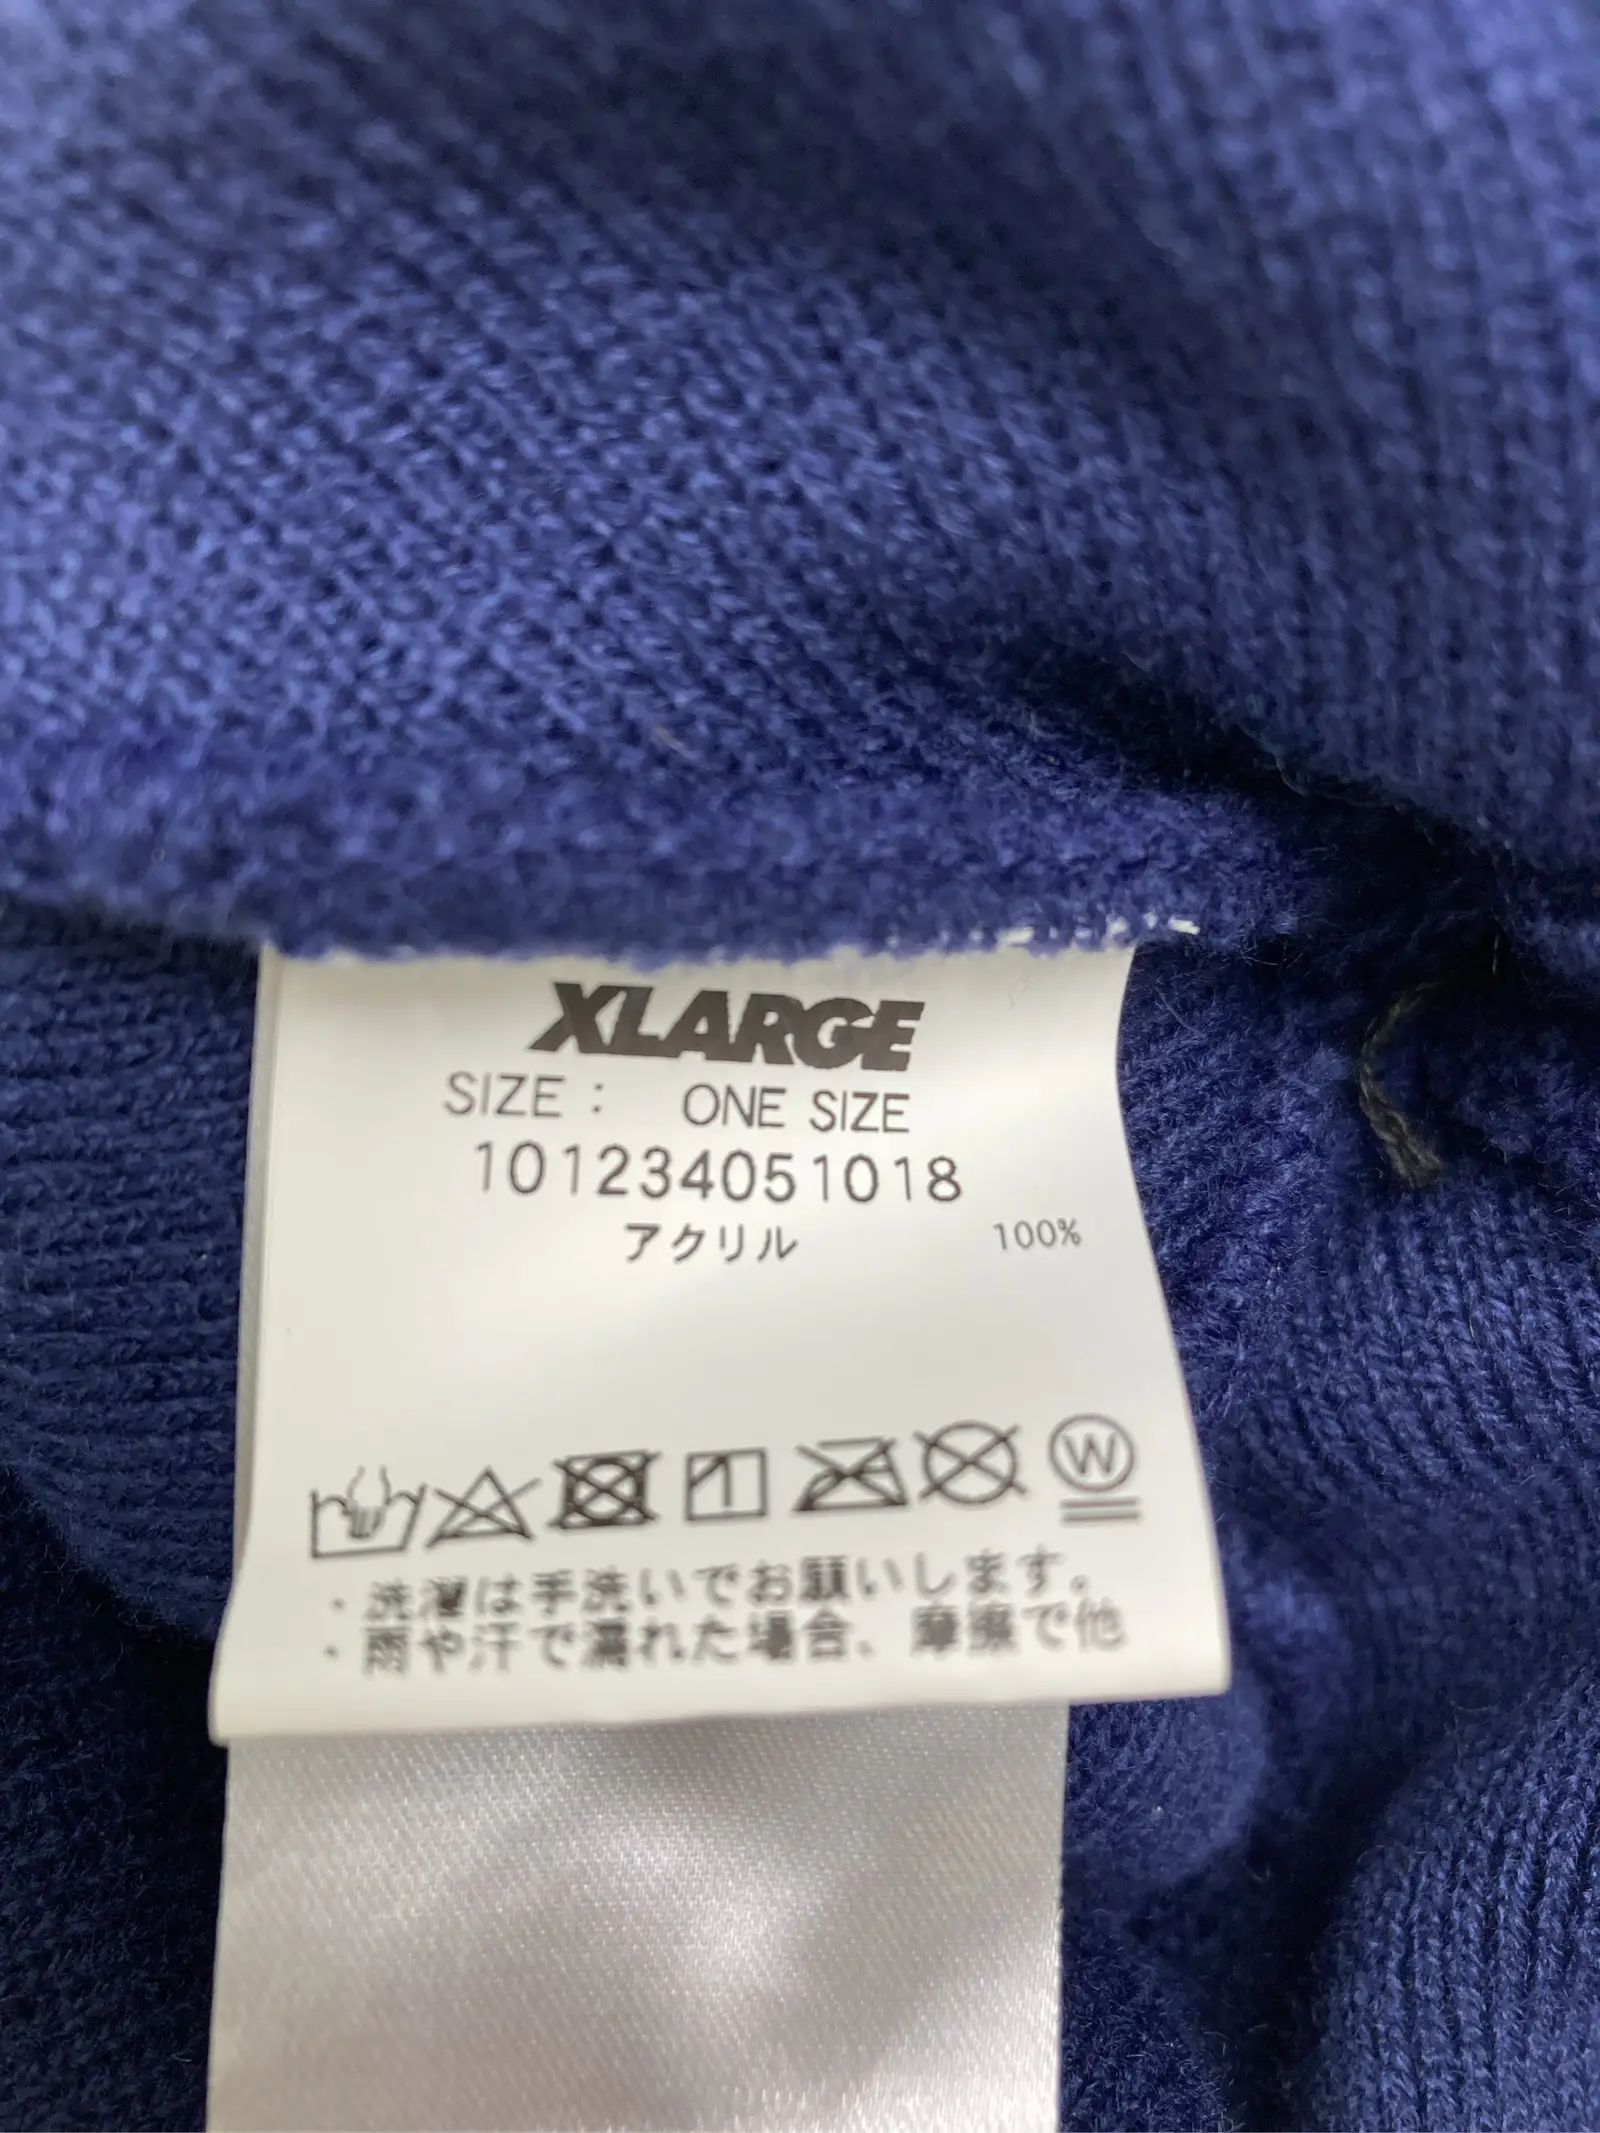 XLARGE
SIZE： ONE SIZE
101234051018
アクリル 100%
W
・洗濯は手洗いでお願いします。
・雨や汗で濡れた場合、摩擦で他